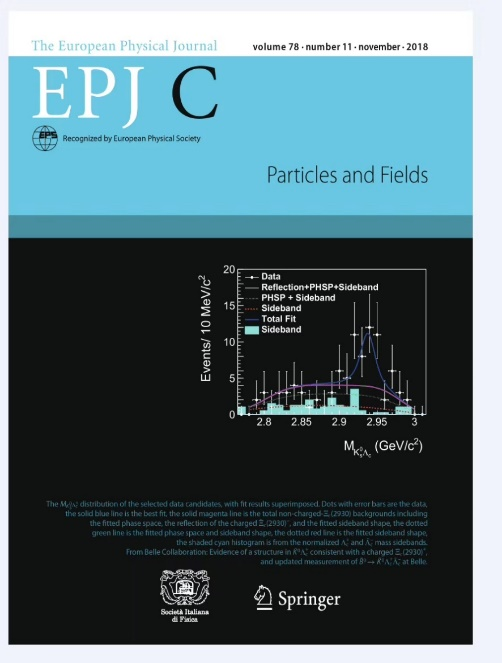 The European Physical Journal
volume 78 · number 11 · november · 2018
EPJ C
EPS
Recognized by European Physical Society
Particles and Fields
20
15
10
5
0
Events/ 10 MeV/c²
Data
Reflection+PHSP+Sideband
PHSP + Sideband
Sideband
Total Fit
Sideband
2.8 2.85 2.9 2.95 3
(GeV/c²)
distribution of the selected data candidates, with fit results superimposed. Dots with error bars are the data,
the solid blue line is the best fit, the solid magenta line is the total non-charged-Ξc(2930) backgrounds including
the fitted phase space, the reflection of the charged Ξc(2930)⁻, and the fitted sideband shape, the dotted
green line is the fitted phase space and sideband shape, the dotted red line is the fitted sideband shape,
the shaded cyan histogram is from the normalized and mass sidebands.
From Belle Collaboration: Evidence of a structure in consistent with a charged Ξc(2930)
and updated measurement of at Belle.
Società Italiana
di Fisica
Springer